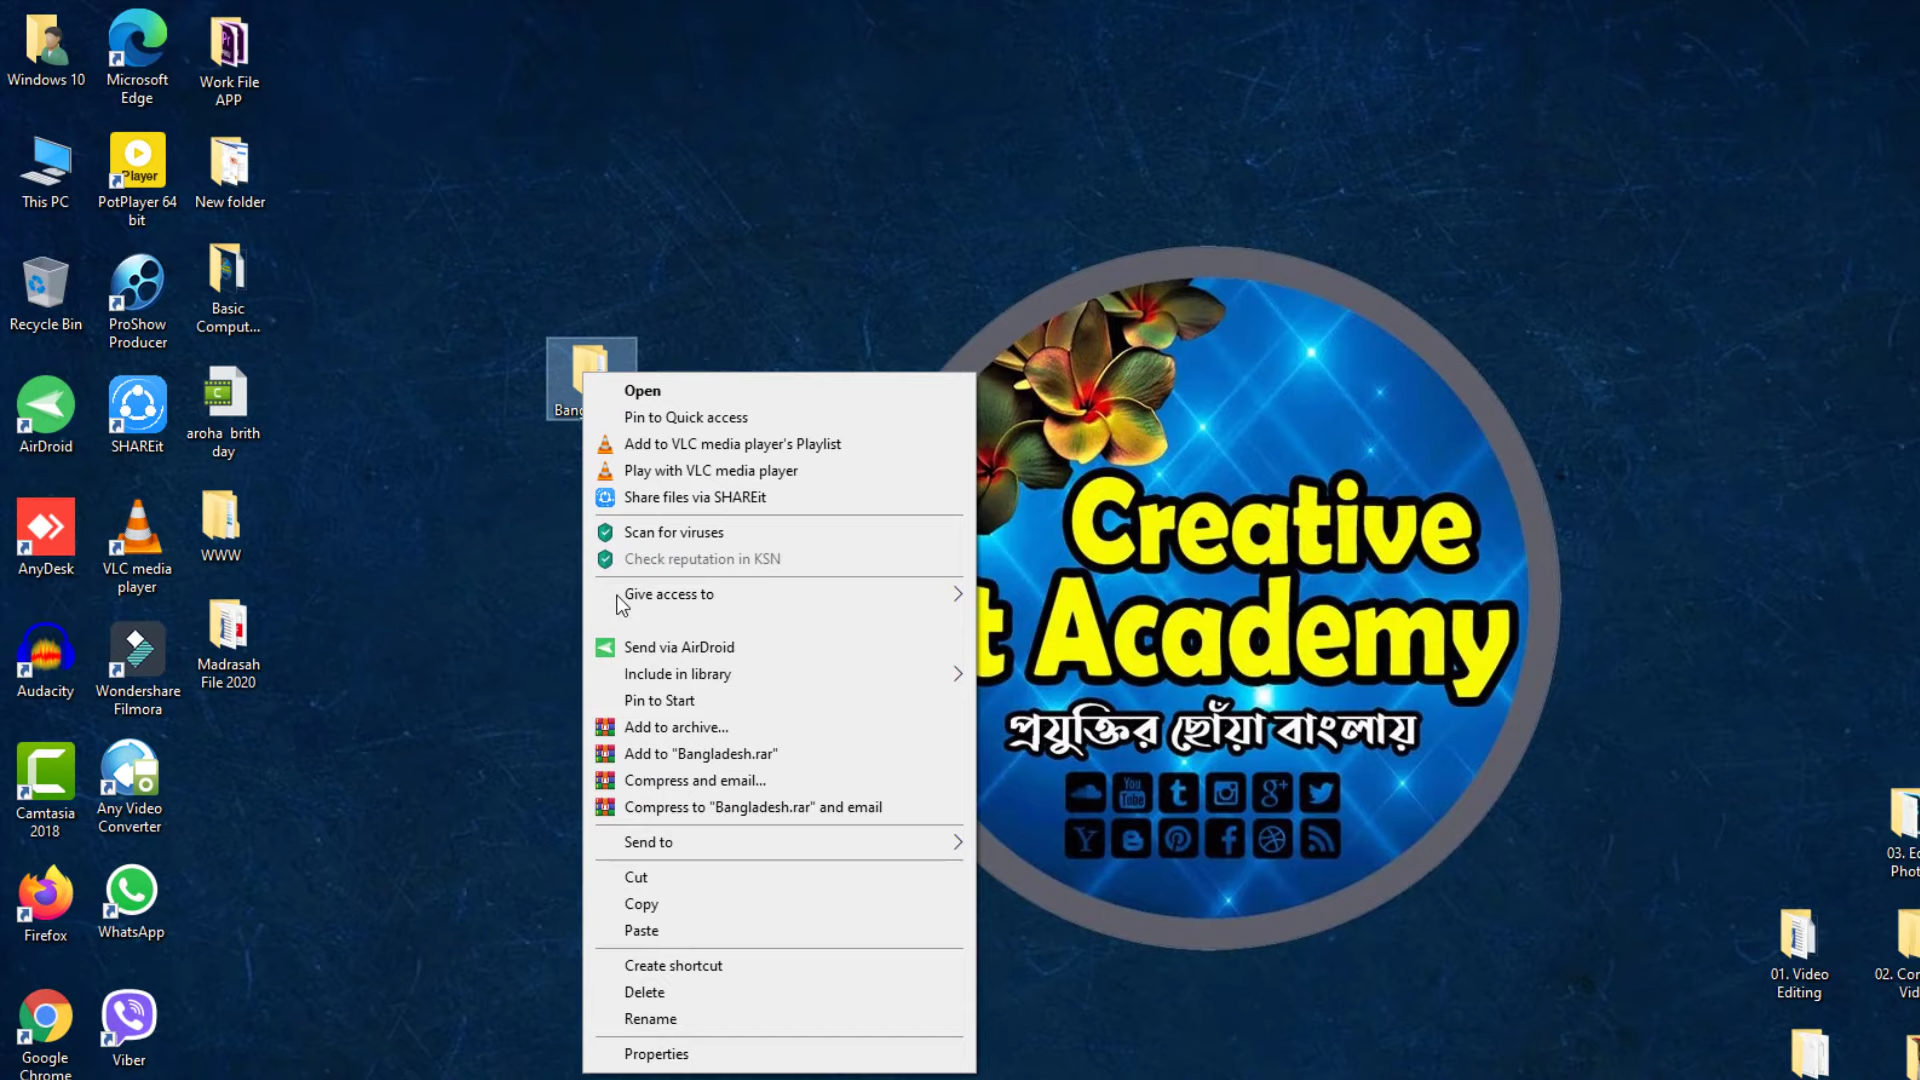 Windows 10
Microsoft
Edge
Work File
APP
This PC
Player
PotPlayer 64
bit
New folder
Recycle Bin
ProShow
Producer
Basic
Comput...
AirDroid
SHAREit
aroha brith
day
AnyDesk
VLC media
player
WWW
Audacity
Wondershare
Filmora
Madrasah
File 2020
Camtasia
2018
Any Video
Converter
Firefox
WhatsApp
Google
Chrome
Viber
Open
Pin to Quick access
Add to VLC media player's Playlist
Play with VLC media player
Share files via SHAREit
Scan for viruses
Check reputation in KSN
Give access to
Send via AirDroid
Include in library
Pin to Start
Add to archive...
Add to "Bangladesh.rar"
Compress and email...
Compress to "Bangladesh.rar" and email
Send to
Cut
Copy
Paste
Create shortcut
Delete
Rename
Properties
Creative
t Academy
প্রযুক্তির ছোঁয়া বাংলায়
You
Tube
01. Video
Editing